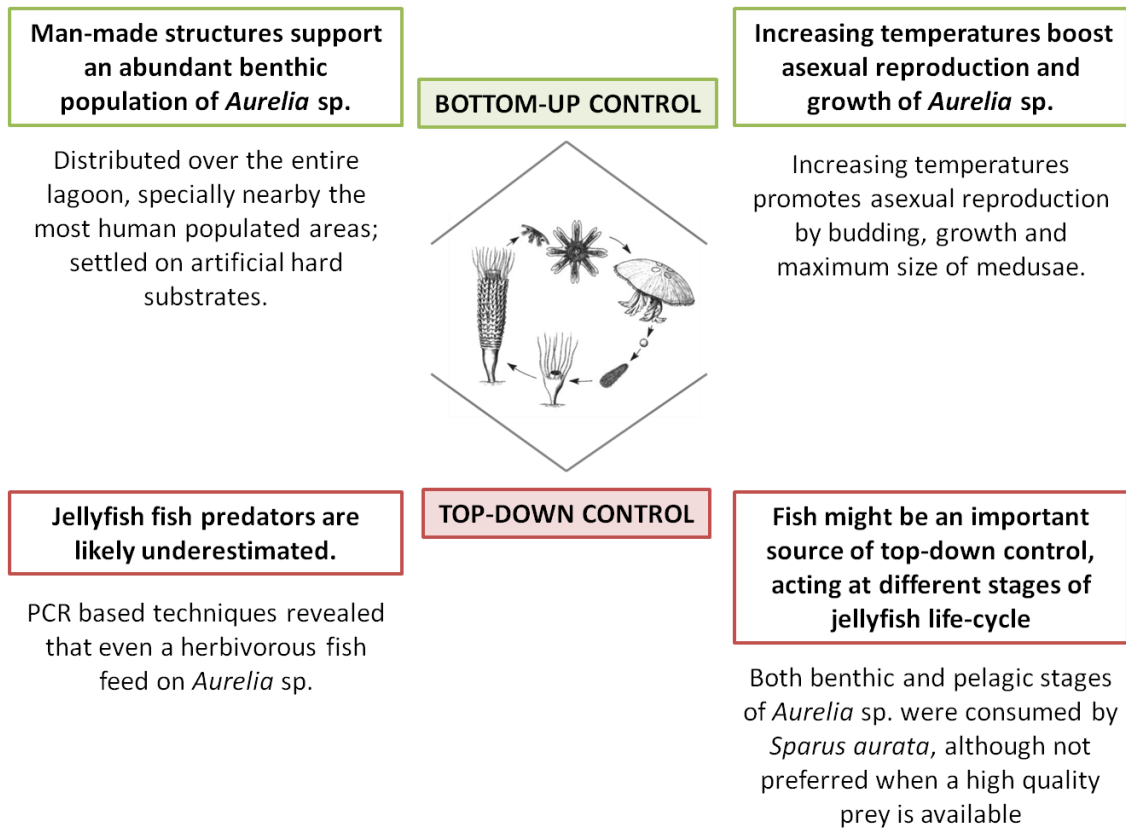 Man-made structures support
an abundant benthic
population of Aurelia sp.
Distributed over the entire
lagoon, specially nearby the
most human populated areas;
settled on artificial hard
substrates.
BOTTOM-UP CONTROL
Increasing temperatures boost
asexual reproduction and
growth of Aurelia sp.
Increasing temperatures
promotes asexual reproduction
by budding, growth and
maximum size of medusae.
Jellyfish fish predators are
likely underestimated.
PCR based techniques revealed
that even a herbivorous fish
feed on Aurelia sp.
TOP-DOWN CONTROL
Fish might be an important
source of top-down control,
acting at different stages of
jellyfish life-cycle
Both benthic and pelagic stages
of Aurelia sp. were consumed by
Sparus aurata, although not
preferred when a high quality
prey is available